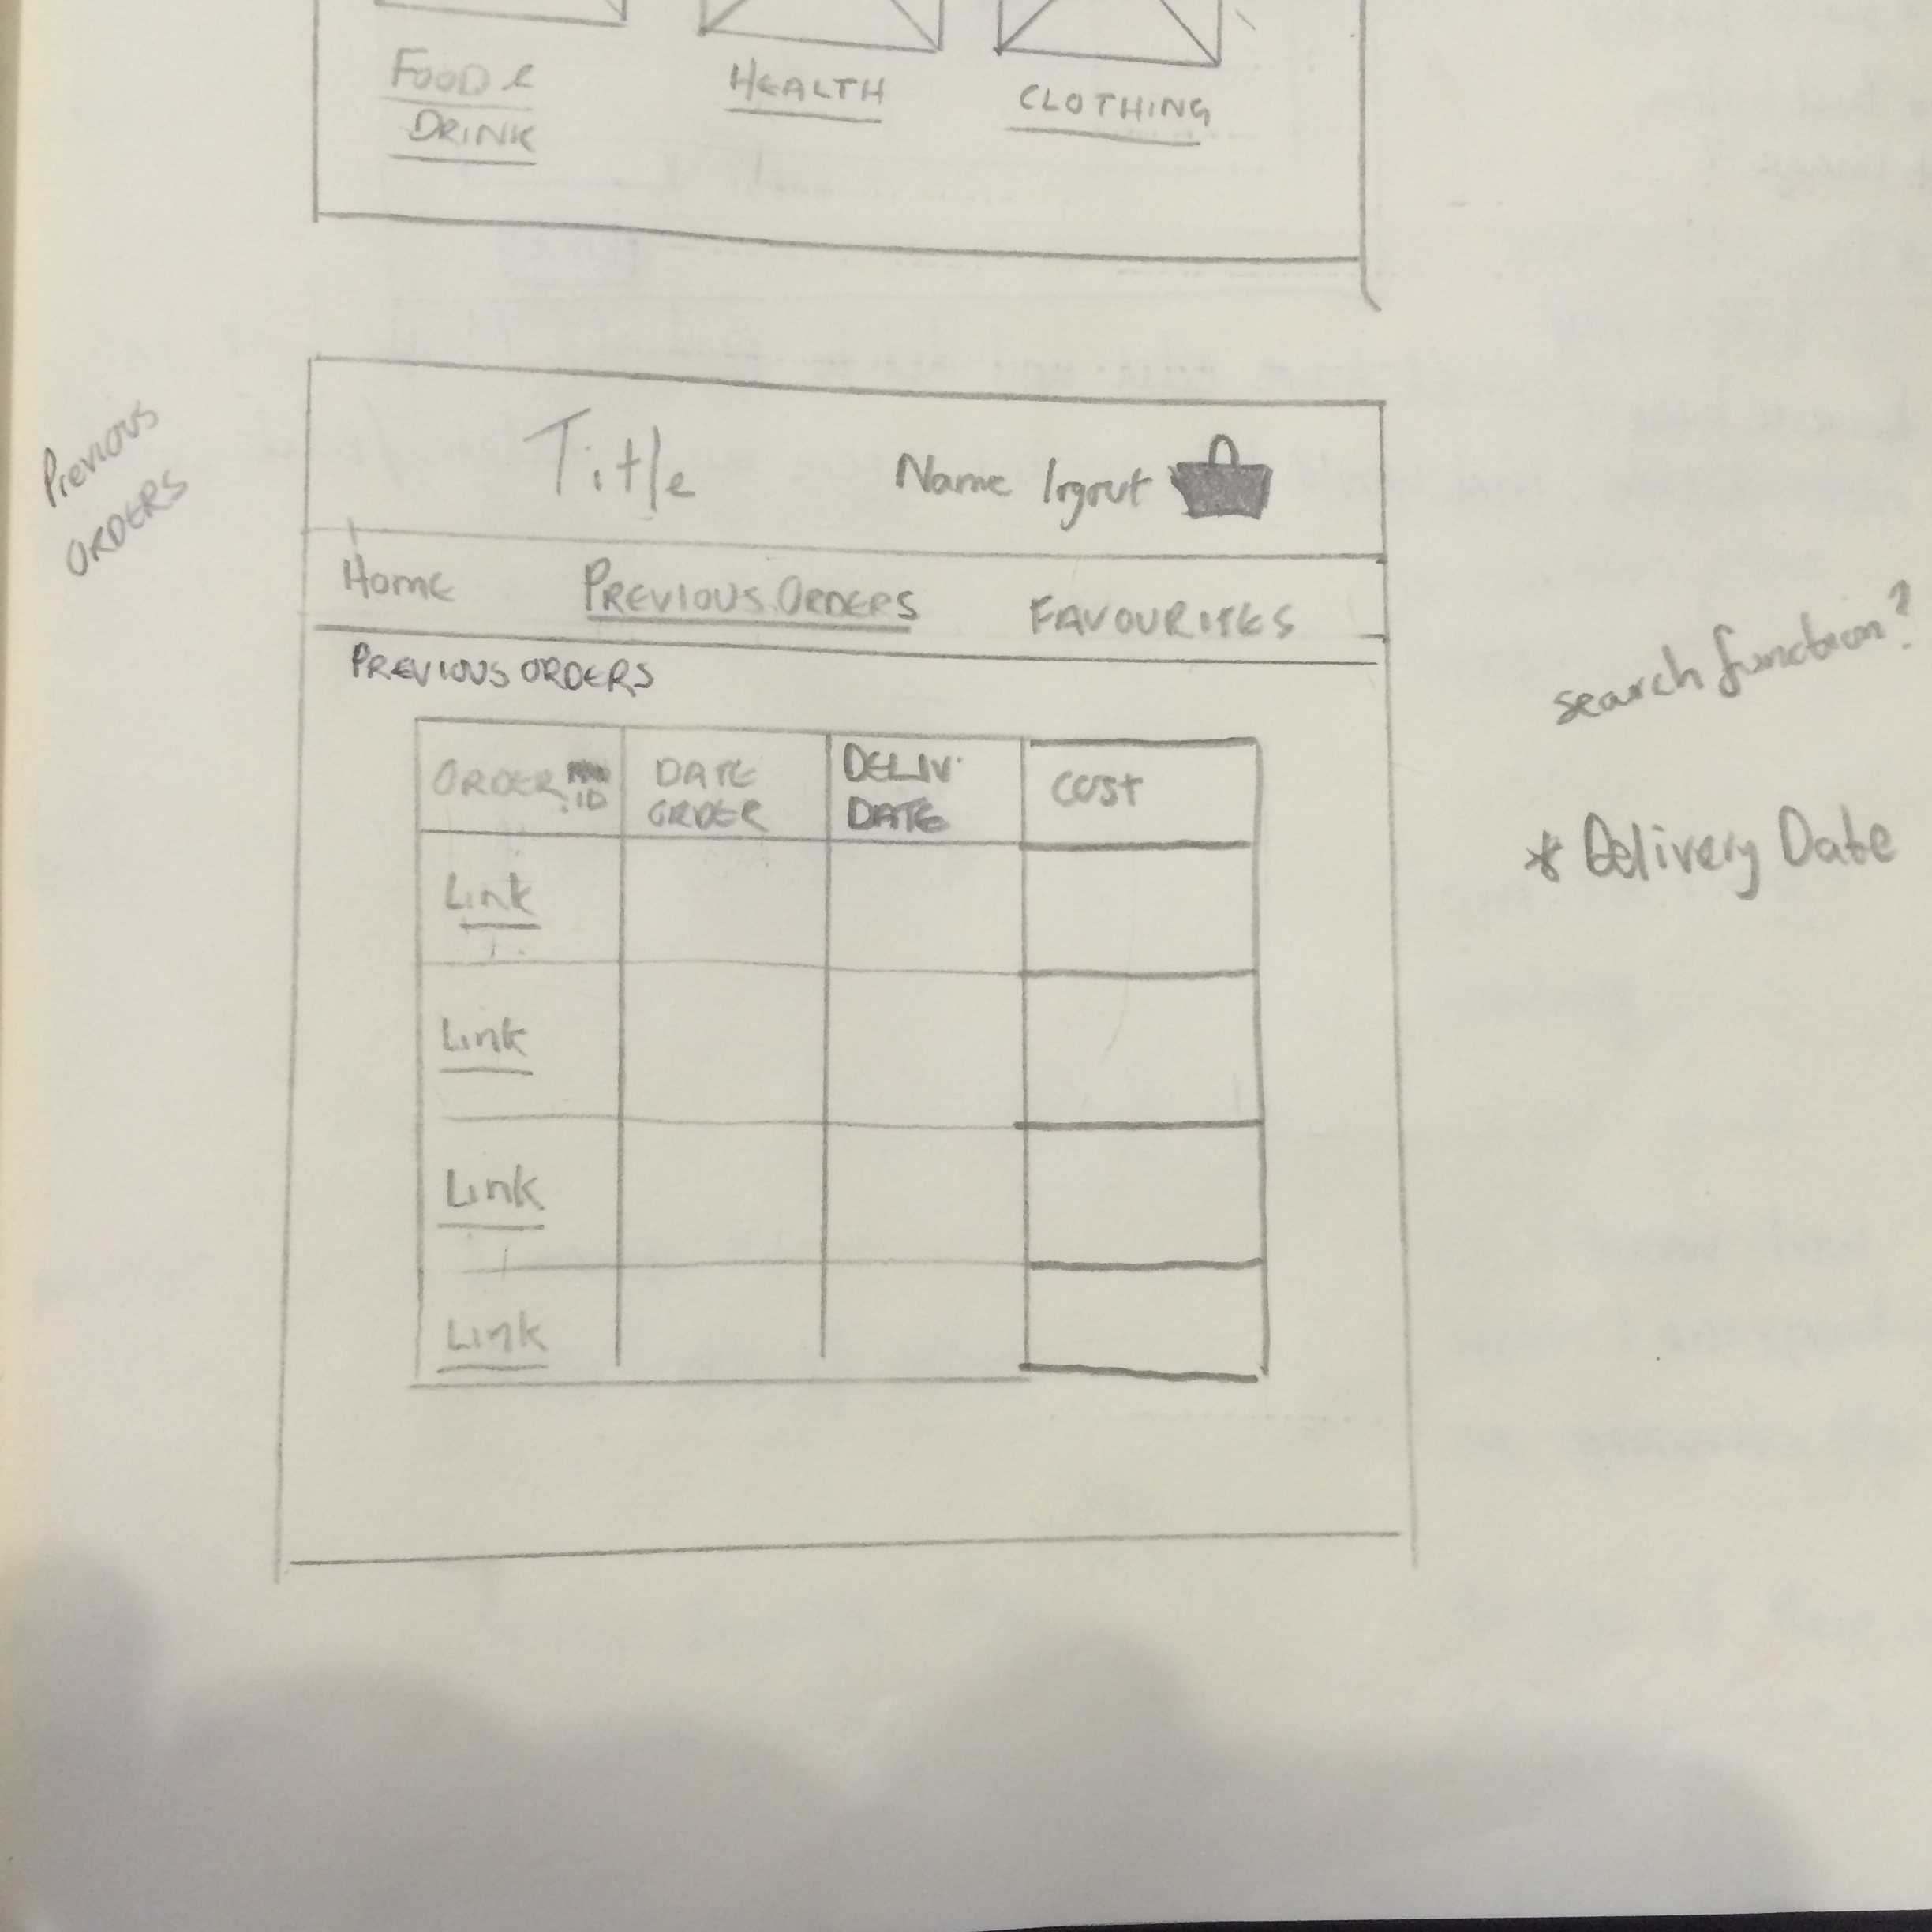 FOOD &
DRINK
HEALTH
CLOTHING
Previous
ORDERS
Title
Name logout
Home
PREVIOUS ORDERS
FAVOURITES
PREVIOUS ORDERS
search function?
ORDER ID
DATE
ORDER
DELIV.
DATE
COST
* Delivery Date
Link
Link
Link
Link